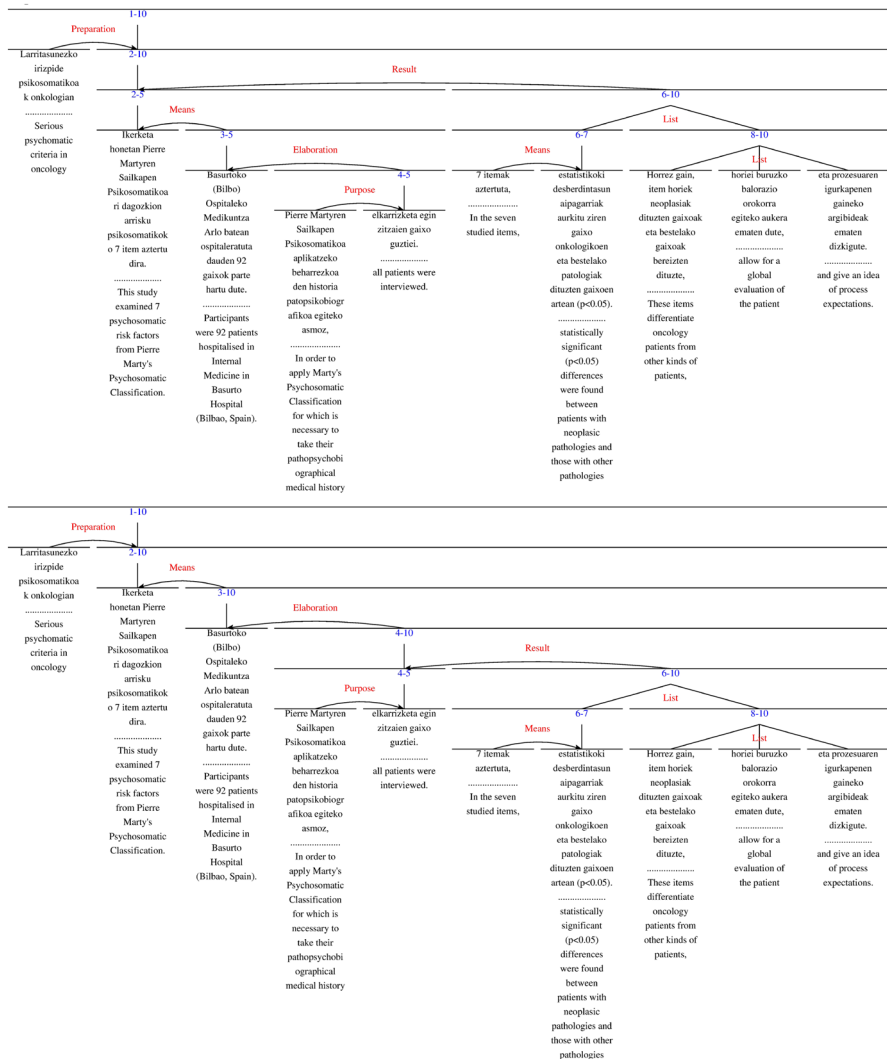 1-10
Preparation
Larritasunezko
irizpide
psikosomatikoa
k onkologian
.....................
Serious
psychomatic
criteria in
oncology
2-10
Result
2-5
6-10
Means
List
Ikerketa
honetan Pierre
Martyren
Sailkapen
Psikosomatikoa
ri dagozkion
arrisku
psikosomatikok
o 7 item aztertu
dira.
.....................
This study
examined 7
psychosomatic
risk factors
from Pierre
Marty's
Psychosomatic
Classification.
3-5
Elaboration
Basurtoko
(Bilbo)
Ospitaleko
Medikuntza
Arlo batean
ospitaleratuta
dauden 92
gaixok parte
hartu dute.
.....................
Participants
were 92 patients
hospitalised in
Internal
Medicine in
Basurto
Hospital
(Bilbao, Spain).
4-5
Purpose
Pierre Martyren
Sailkapen
Psikosomatikoa
aplikatzeko
beharrezkoa
den historia
patopsikobiogr
afikoa egiteko
asmoz,
.....................
In order to
apply Marty's
Psychosomatic
Classification
for which is
necessary to
take their
pathopsychobi
ographical
medical history
elkarrizketa egin
zitzaien gaixo
guztiei.
.....................
all patients were
interviewed.
6-7
Means
7 itemak
aztertuta,
.....................
In the seven
studied items,
estatistikoki
desberdintasun
aipagarriak
aurkitu ziren
gaixo
onkologikoen
eta bestelako
patologiak
dituzten gaixoen
artean (p<0.05).
.....................
statistically
significant
(p<0.05)
differences
were found
between
patients with
neoplasic
pathologies and
those with other
pathologies
8-10
List
Horrez gain,
item horiek
neoplasiak
dituzten gaixoak
eta bestelako
gaixoak
bereizten
dituzte,
.....................
These items
differentiate
oncology
patients from
other kinds of
patients,
horiei buruzko
balorazio
orokorra
egiteko aukera
ematen dute,
.....................
allow for a
global
evaluation of
the patient
eta prozesuaren
igurkapenen
gaineko
argibideak
ematen
dizkigute.
.....................
and give an idea
of process
expectations.
1-10
Preparation
Larritasunezko
irizpide
psikosomatikoa
k onkologian
.....................
Serious
psychomatic
criteria in
oncology
2-10
Means
Ikerketa
honetan Pierre
Martyren
Sailkapen
Psikosomatikoa
ri dagozkion
arrisku
psikosomatikok
o 7 item aztertu
dira.
.....................
This study
examined 7
psychosomatic
risk factors
from Pierre
Marty's
Psychosomatic
Classification.
3-10
Elaboration
Basurtoko
(Bilbo)
Ospitaleko
Medikuntza
Arlo batean
ospitaleratuta
dauden 92
gaixok parte
hartu dute.
.....................
Participants
were 92 patients
hospitalised in
Internal
Medicine in
Basurto
Hospital
(Bilbao, Spain).
4-10
Result
4-5
6-10
Purpose
List
Pierre Martyren
Sailkapen
Psikosomatikoa
aplikatzeko
beharrezkoa
den historia
patopsikobiogr
afikoa egiteko
asmoz,
.....................
In order to
apply Marty's
Psychosomatic
Classification
for which is
necessary to
take their
pathopsychobi
ographical
medical history
elkarrizketa egin
zitzaien gaixo
guztiei.
.....................
all patients were
interviewed.
6-7
Means
7 itemak
aztertuta,
.....................
In the seven
studied items,
estatistikoki
desberdintasun
aipagarriak
aurkitu ziren
gaixo
onkologikoen
eta bestelako
patologiak
dituzten gaixoen
artean (p<0.05).
.....................
statistically
significant
(p<0.05)
differences
were found
between
patients with
neoplasic
pathologies and
those with other
pathologies
8-10
List
Horrez gain,
item horiek
neoplasiak
dituzten gaixoak
eta bestelako
gaixoak
bereizten
dituzte,
.....................
These items
differentiate
oncology
patients from
other kinds of
patients,
horiei buruzko
balorazio
orokorra
egiteko aukera
ematen dute,
.....................
allow for a
global
evaluation of
the patient
eta prozesuaren
igurkapenen
gaineko
argibideak
ematen
dizkigute.
.....................
and give an idea
of process
expectations.